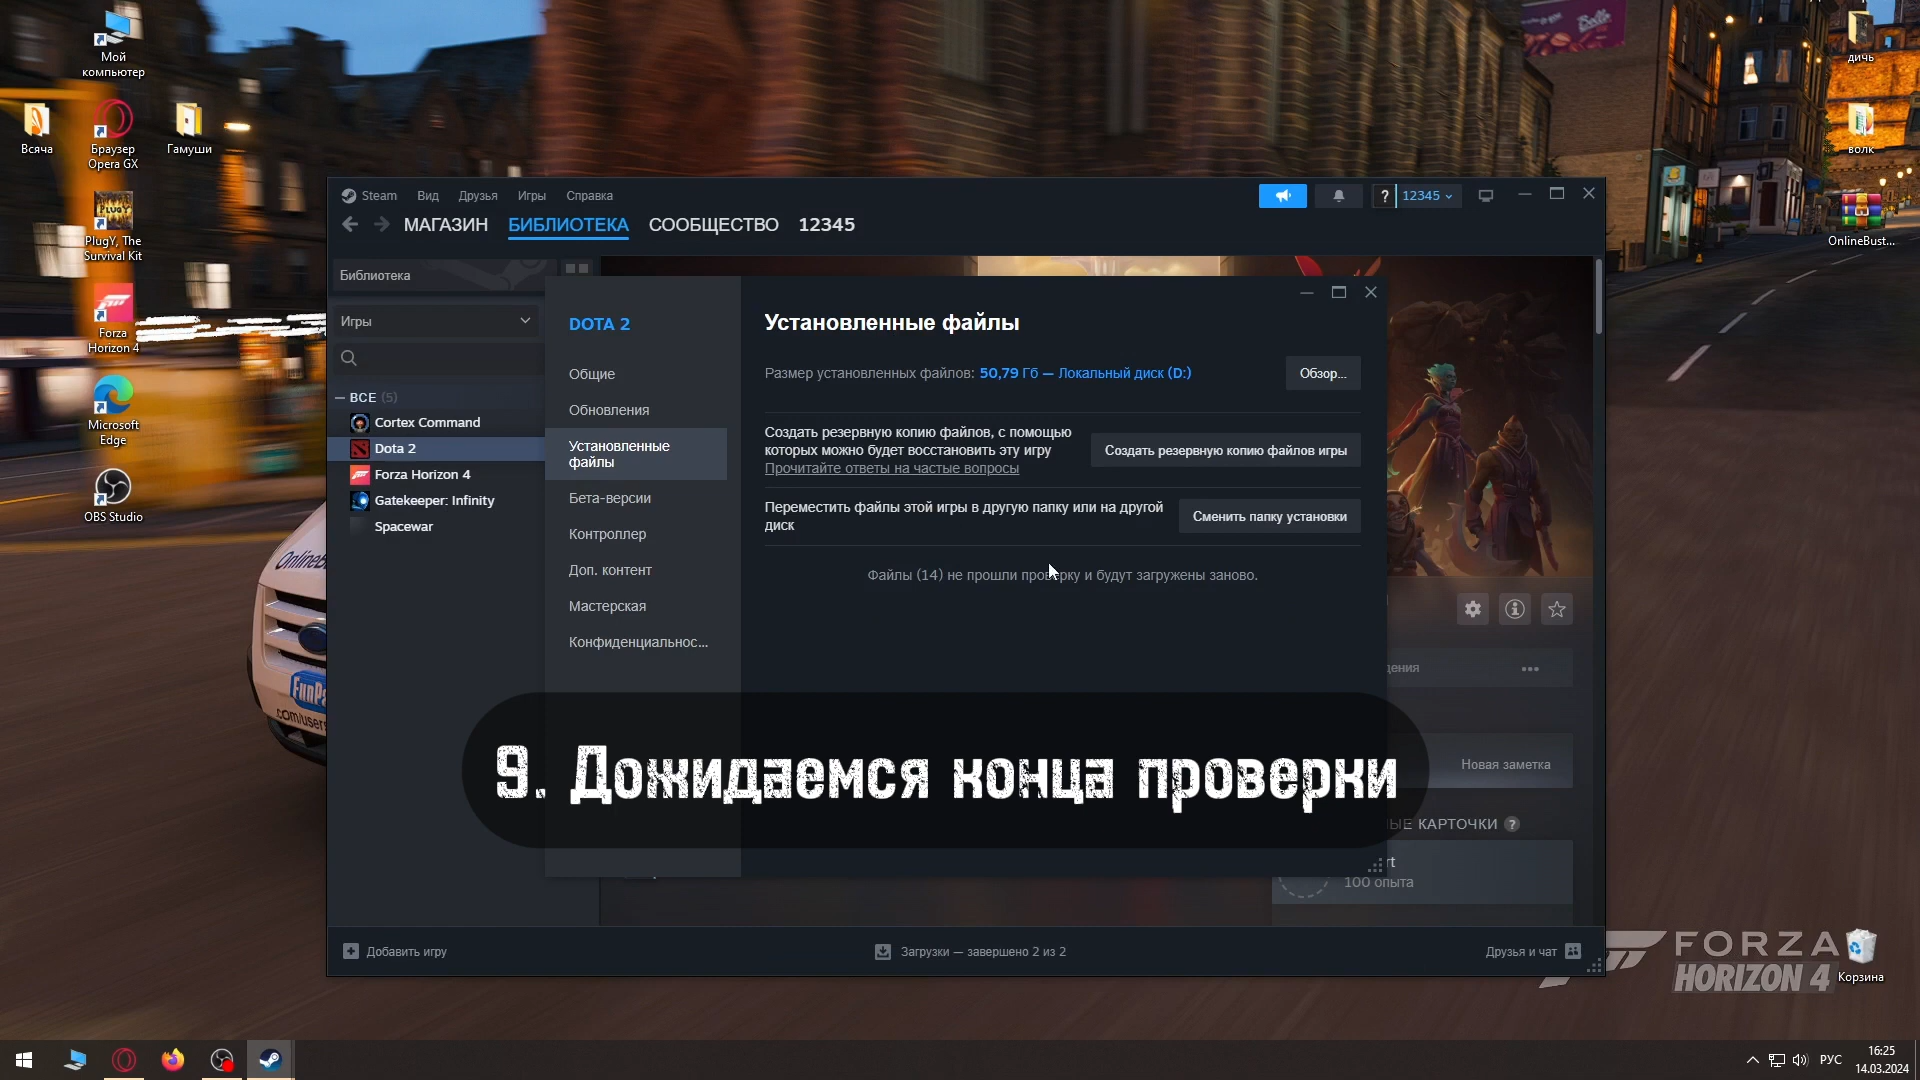 Мой
компьютер
Всяча
Браузер
Opera GX
Гамуши
PlugY, The
Survival Kit
Forza
Horizon 4
Microsoft
Edge
OBS Studio
дичь
волк
OnlineBust...
Steam Вид Друзья Игры Справка
? 12345
МАГАЗИН БИБЛИОТЕКА СООБЩЕСТВО 12345
Библиотека
Игры
ВСЕ (5)
Cortex Command
Dota 2
Forza Horizon 4
Gatekeeper: Infinity
Spacewar
DOTA 2
Общие
Обновления
Установленные
файлы
Бета-версии
Контроллер
Доп. контент
Мастерская
Конфиденциальнос...
Установленные файлы
Размер установленных файлов: 50,79 Гб — Локальный диск (D:)
Обзор...
Создать резервную копию файлов, с помощью
которых можно будет восстановить эту игру
Прочитайте ответы на частые вопросы
Создать резервную копию файлов игры
Переместить файлы этой игры в другую папку или на другой
диск
Сменить папку установки
Файлы (14) не прошли проверку и будут загружены заново.
дения
Новая заметка
ЫЕ КАРТОЧКИ ?
rt
100 опыта
9. Дожидаемся конца проверки
Добавить игру
Загрузки — завершено 2 из 2
Друзья и чат
FORZA
HORIZON 4
Корзина
РУС
16:25
14.03.2024